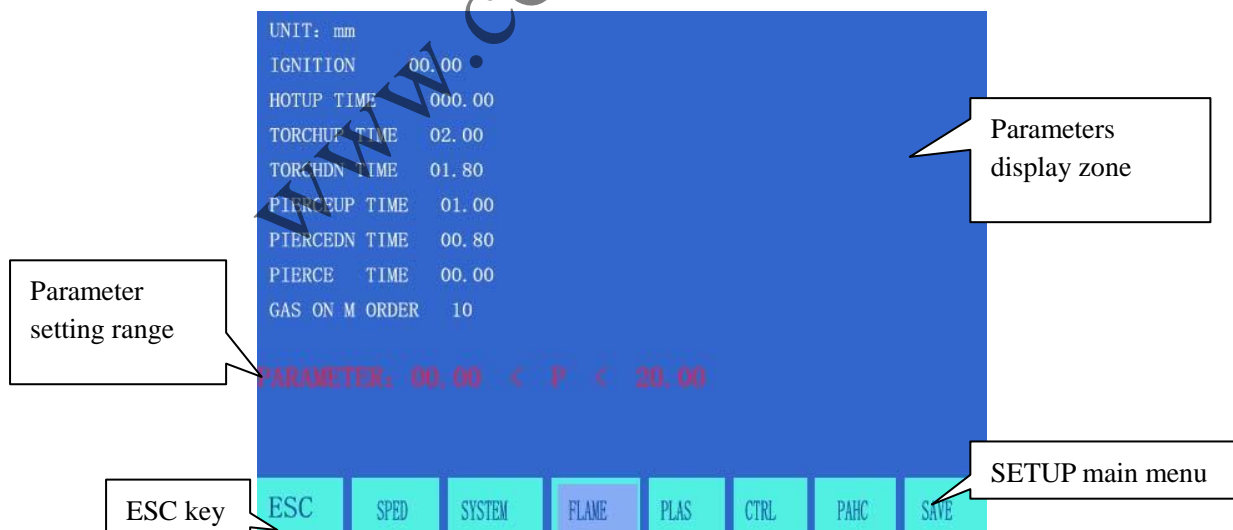 www.co
UNIT: mm
IGNITION 00.00
HOTUP TIME 000.00
TORCHUP TIME 02.00
TORCHDN TIME 01.80
PIERCEUP TIME 01.00
PIERCEDN TIME 00.80
PIERCE TIME 00.00
GAS ON M ORDER 10
PARAMETER: 00.00 < P < 20.00
Parameters
display zone
Parameter
setting range
SETUP main menu
ESC key
ESC SPED SYSTEM FLAME PLAS CTRL PAHC SAVE